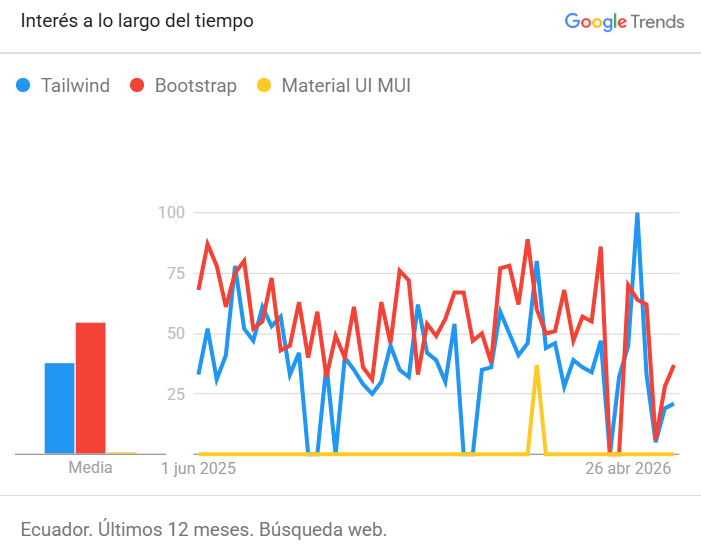 Interés a lo largo del tiempo
Google Trends
Tailwind Bootstrap Material UI MUI
100
75
50
25
Media
1 jun 2025
26 abr 2026
Ecuador. Últimos 12 meses. Búsqueda web.